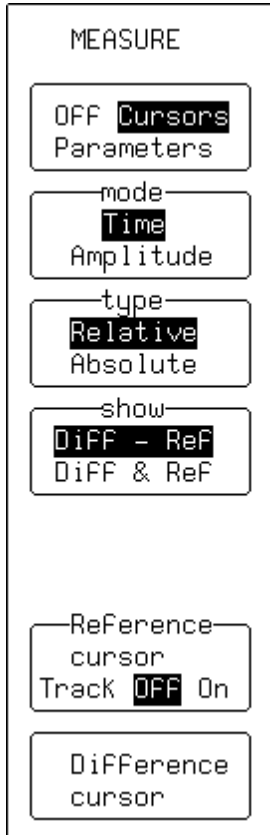 MEASURE
OFF Cursors
Parameters
mode
Time
Amplitude
type
Relative
Absolute
show
Diff - Ref
Diff & Ref
Reference
cursor
Track OFF On
Difference
cursor